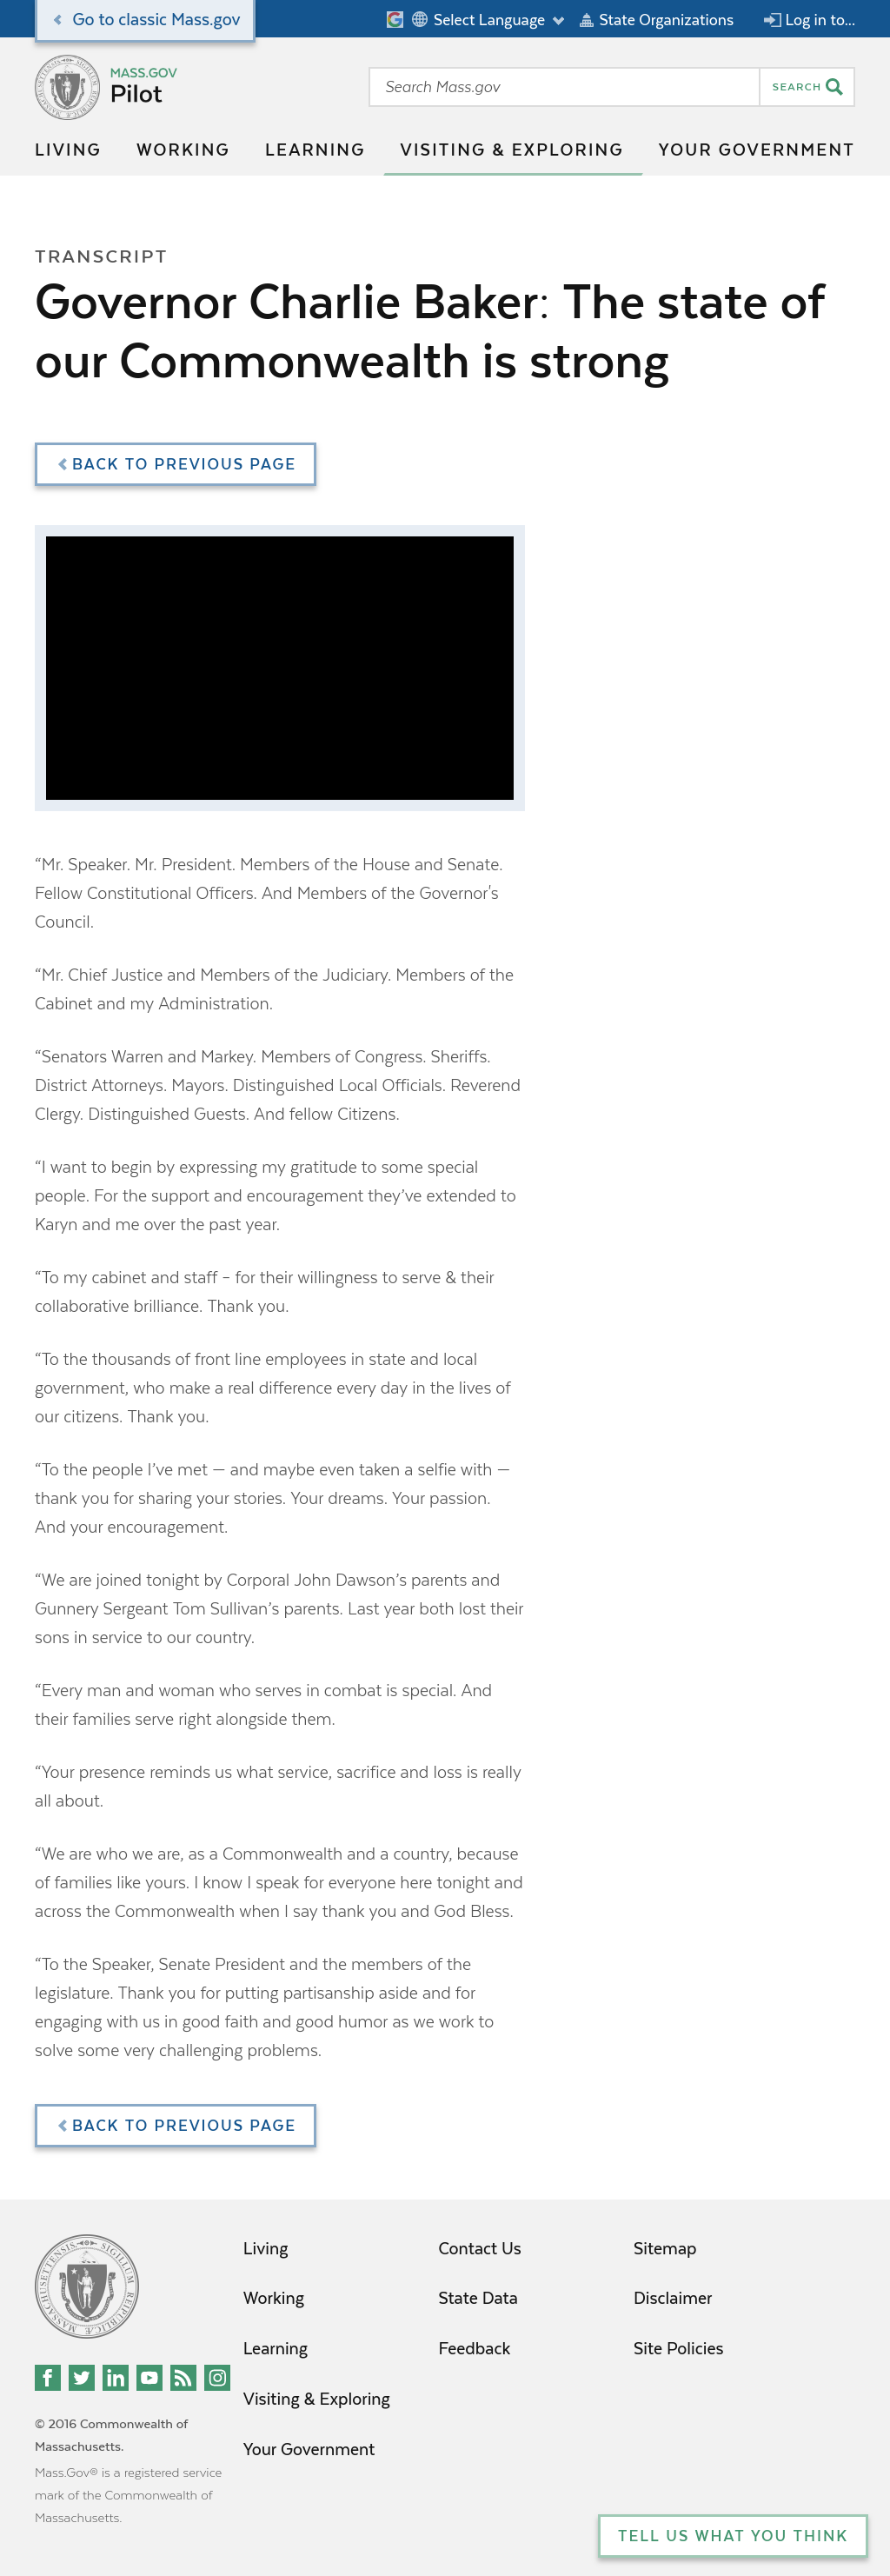 Go to classic Mass.gov
Select Language
State Organizations
Log in to...
MASS.GOV
Pilot
Search Mass.gov
SEARCH
LIVING
WORKING
LEARNING
VISITING & EXPLORING
YOUR GOVERNMENT
TRANSCRIPT
Governor Charlie Baker: The state of
our Commonwealth is strong
BACK TO PREVIOUS PAGE
“Mr. Speaker. Mr. President. Members of the House and Senate.
Fellow Constitutional Officers. And Members of the Governor's
Council.
“Mr. Chief Justice and Members of the Judiciary. Members of the
Cabinet and my Administration.
“Senators Warren and Markey. Members of Congress. Sheriffs.
District Attorneys. Mayors. Distinguished Local Officials. Reverend
Clergy. Distinguished Guests. And fellow Citizens.
“I want to begin by expressing my gratitude to some special
people. For the support and encouragement they’ve extended to
Karyn and me over the past year.
“To my cabinet and staff – for their willingness to serve & their
collaborative brilliance. Thank you.
“To the thousands of front line employees in state and local
government, who make a real difference every day in the lives of
our citizens. Thank you.
“To the people I’ve met — and maybe even taken a selfie with —
thank you for sharing your stories. Your dreams. Your passion.
And your encouragement.
“We are joined tonight by Corporal John Dawson’s parents and
Gunnery Sergeant Tom Sullivan’s parents. Last year both lost their
sons in service to our country.
“Every man and woman who serves in combat is special. And
their families serve right alongside them.
“Your presence reminds us what service, sacrifice and loss is really
all about.
“We are who we are, as a Commonwealth and a country, because
of families like yours. I know I speak for everyone here tonight and
across the Commonwealth when I say thank you and God Bless.
“To the Speaker, Senate President and the members of the
legislature. Thank you for putting partisanship aside and for
engaging with us in good faith and good humor as we work to
solve some very challenging problems.
BACK TO PREVIOUS PAGE
Living
Working
Learning
Visiting & Exploring
Your Government
Contact Us
State Data
Feedback
Sitemap
Disclaimer
Site Policies
© 2016 Commonwealth of
Massachusetts.
Mass.Gov® is a registered service
mark of the Commonwealth of
Massachusetts.
TELL US WHAT YOU THINK